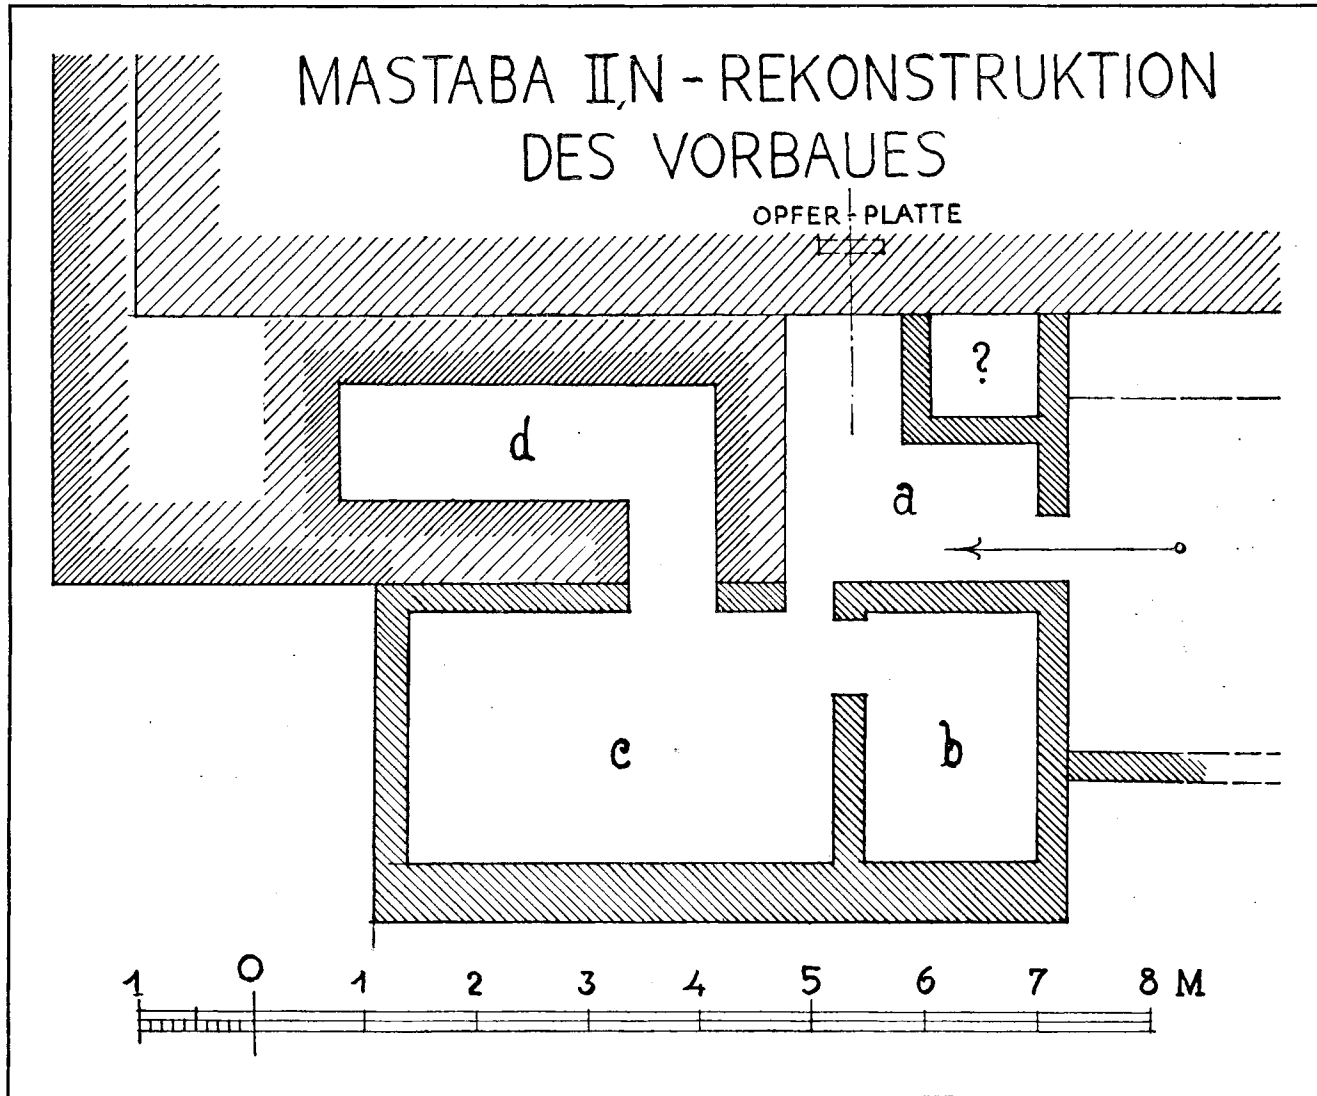 MASTABA II,N - REKONSTRUKTION
DES VORBAUES
OPFER-PLATTE
?
d
a
c
b
1 0 1 2 3 4 5 6 7 8 M